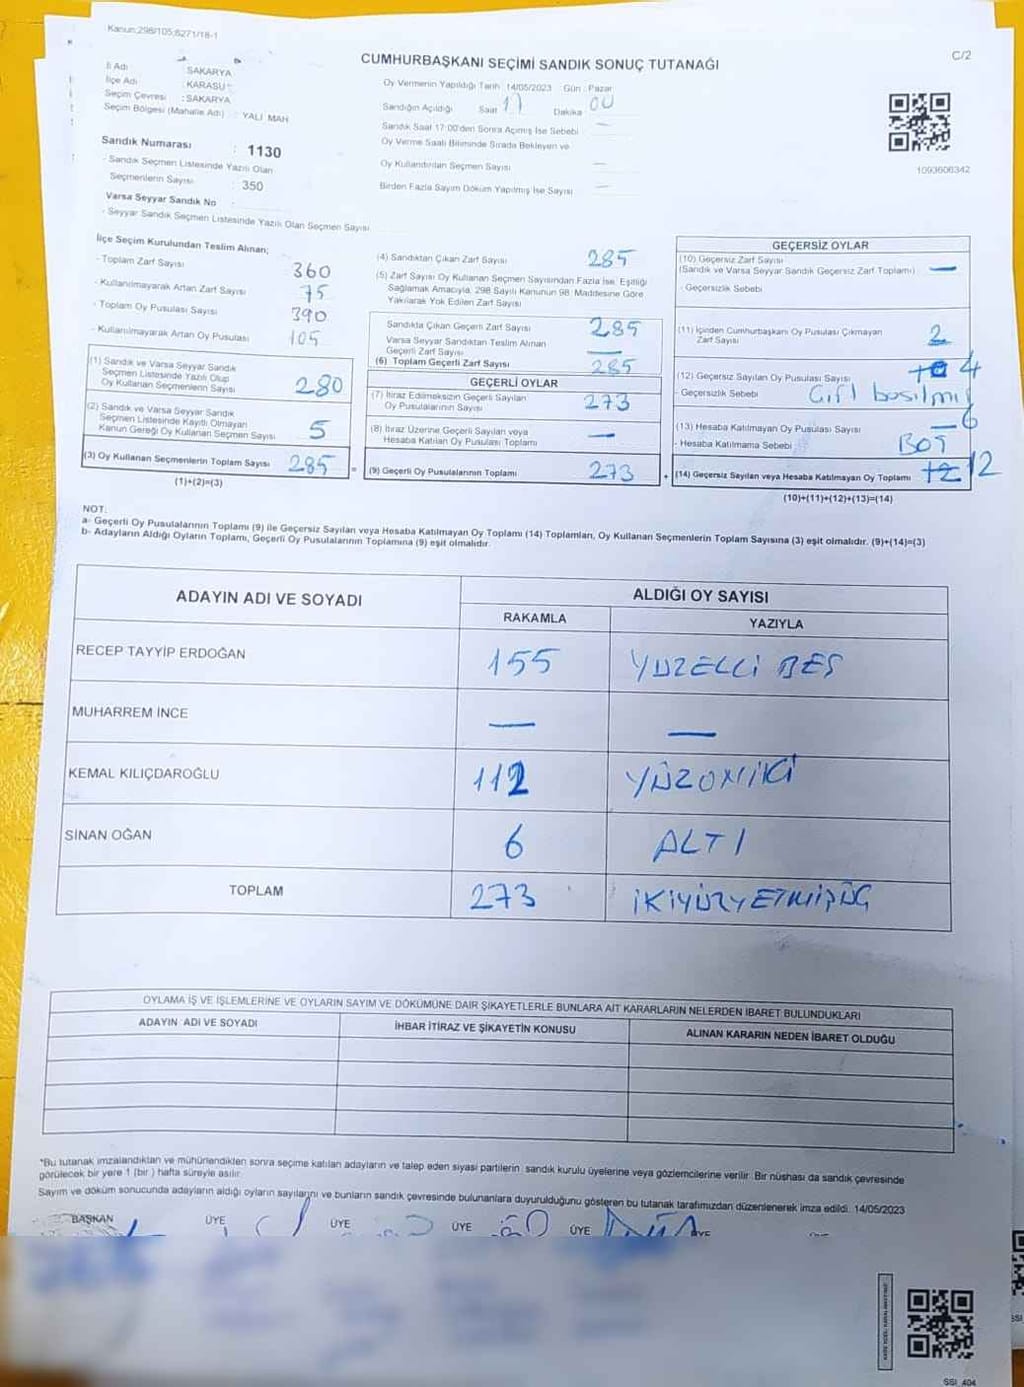 Kanun:298/105;6271/18-1
C/2
CUMHURBAŞKANI SEÇİMİ SANDIK SONUÇ TUTANAĞI
İl Adı : SAKARYA
İlçe Adı : KARASU
Seçim Çevresi : SAKARYA
Seçim Bölgesi (Mahalle Adı) : YALI MAH
Oy Vermenin Yapıldığı Tarih : 14/05/2023 Gün : Pazar
Sandığın Açıldığı Saat 17 Dakika 00
Sandık Saat 17:00'den Sonra Açılmış İse Sebebi —
Oy Verme Saati Bitiminde Sırada Bekleyen ve
Oy Kullandırılan Seçmen Sayısı —
Birden Fazla Sayım Döküm Yapılmış İse Sayısı —
1093606342
Sandık Numarası : 1130
- Sandık Seçmen Listesinde Yazılı Olan
Seçmenlerin Sayısı : 350
Varsa Seyyar Sandık No :
- Seyyar Sandık Seçmen Listesinde Yazılı Olan Seçmen Sayısı
İlçe Seçim Kurulundan Teslim Alınan;
- Toplam Zarf Sayısı 360
- Kullanılmayarak Artan Zarf Sayısı 75
- Toplam Oy Pusulası Sayısı 390
- Kullanılmayarak Artan Oy Pusulası 105
(1) Sandık ve Varsa Seyyar Sandık
Seçmen Listesinde Yazılı Olup
Oy Kullanan Seçmenlerin Sayısı 280
(2) Sandık ve Varsa Seyyar Sandık
Seçmen Listesinde Kayıtlı Olmayan
Kanun Gereği Oy Kullanan Seçmen Sayısı 5
(3) Oy Kullanan Seçmenlerin Toplam Sayısı 285 =
(1)+(2)=(3)
(4) Sandıktan Çıkan Zarf Sayısı 285
(5) Zarf Sayısı Oy Kullanan Seçmen Sayısından Fazla İse, Eşitliği
Sağlamak Amacıyla, 298 Sayılı Kanunun 98. Maddesine Göre
Yakılarak Yok Edilen Zarf Sayısı
Sandıkta Çıkan Geçerli Zarf Sayısı 285
Varsa Seyyar Sandıktan Teslim Alınan
Geçerli Zarf Sayısı —
(6) Toplam Geçerli Zarf Sayısı 285
GEÇERLİ OYLAR
(7) İtiraz Edilmeksizin Geçerli Sayılan
Oy Pusulalarının Sayısı 273
(8) İtiraz Üzerine Geçerli Sayılan veya
Hesaba Katılan Oy Pusulası Toplamı —
(9) Geçerli Oy Pusulalarının Toplamı 273 +
GEÇERSİZ OYLAR
(10) Geçersiz Zarf Sayısı
(Sandık ve Varsa Seyyar Sandık Geçersiz Zarf Toplamı) —
- Geçersizlik Sebebi
(11) İçinden Cumhurbaşkanı Oy Pusulası Çıkmayan
Zarf Sayısı 2
(12) Geçersiz Sayılan Oy Pusulası Sayısı 10 4
- Geçersizlik Sebebi Çift basılmış
(13) Hesaba Katılmayan Oy Pusulası Sayısı — 6
- Hesaba Katılmama Sebebi BOŞ
(14) Geçersiz Sayılan veya Hesaba Katılmayan Oy Toplamı 12 12
(10)+(11)+(12)+(13)=(14)
NOT:
a- Geçerli Oy Pusulalarının Toplamı (9) ile Geçersiz Sayılan veya Hesaba Katılmayan Oy Toplamı (14) Toplamları, Oy Kullanan Seçmenlerin Toplam Sayısına (3) eşit olmalıdır. (9)+(14)=(3)
b- Adayların Aldığı Oyların Toplamı, Geçerli Oy Pusulalarının Toplamına (9) eşit olmalıdır.
ADAYIN ADI VE SOYADI
ALDIĞI OY SAYISI
RAKAMLA YAZIYLA
RECEP TAYYİP ERDOĞAN 155 YÜZELLİ BEŞ
MUHARREM İNCE — —
KEMAL KILIÇDAROĞLU 112 YÜZONİKİ
SİNAN OĞAN 6 ALTI
TOPLAM 273 İKİYÜZYETMİŞÜÇ
OYLAMA İŞ VE İŞLEMLERİNE VE OYLARIN SAYIM VE DÖKÜMÜNE DAİR ŞİKAYETLERLE BUNLARA AİT KARARLARIN NELERDEN İBARET BULUNDUKLARI
ADAYIN ADI VE SOYADI İHBAR İTİRAZ VE ŞİKAYETİN KONUSU ALINAN KARARIN NEDEN İBARET OLDUĞU
*Bu tutanak imzalandıktan ve mühürlendikten sonra seçime katılan adayların ve talep eden siyasi partilerin sandık kurulu üyelerine veya gözlemcilerine verilir. Bir nüshası da sandık çevresinde
görülecek bir yere 1 (bir ) hafta süreyle asılır.
Sayım ve döküm sonucunda adayların aldığı oyların sayılarını ve bunların sandık çevresinde bulunanlara duyurulduğunu gösteren bu tutanak tarafımızdan düzenlenerek imza edildi. 14/05/2023
BAŞKAN ÜYE ÜYE ÜYE ÜYE ÜYE
SSI_404